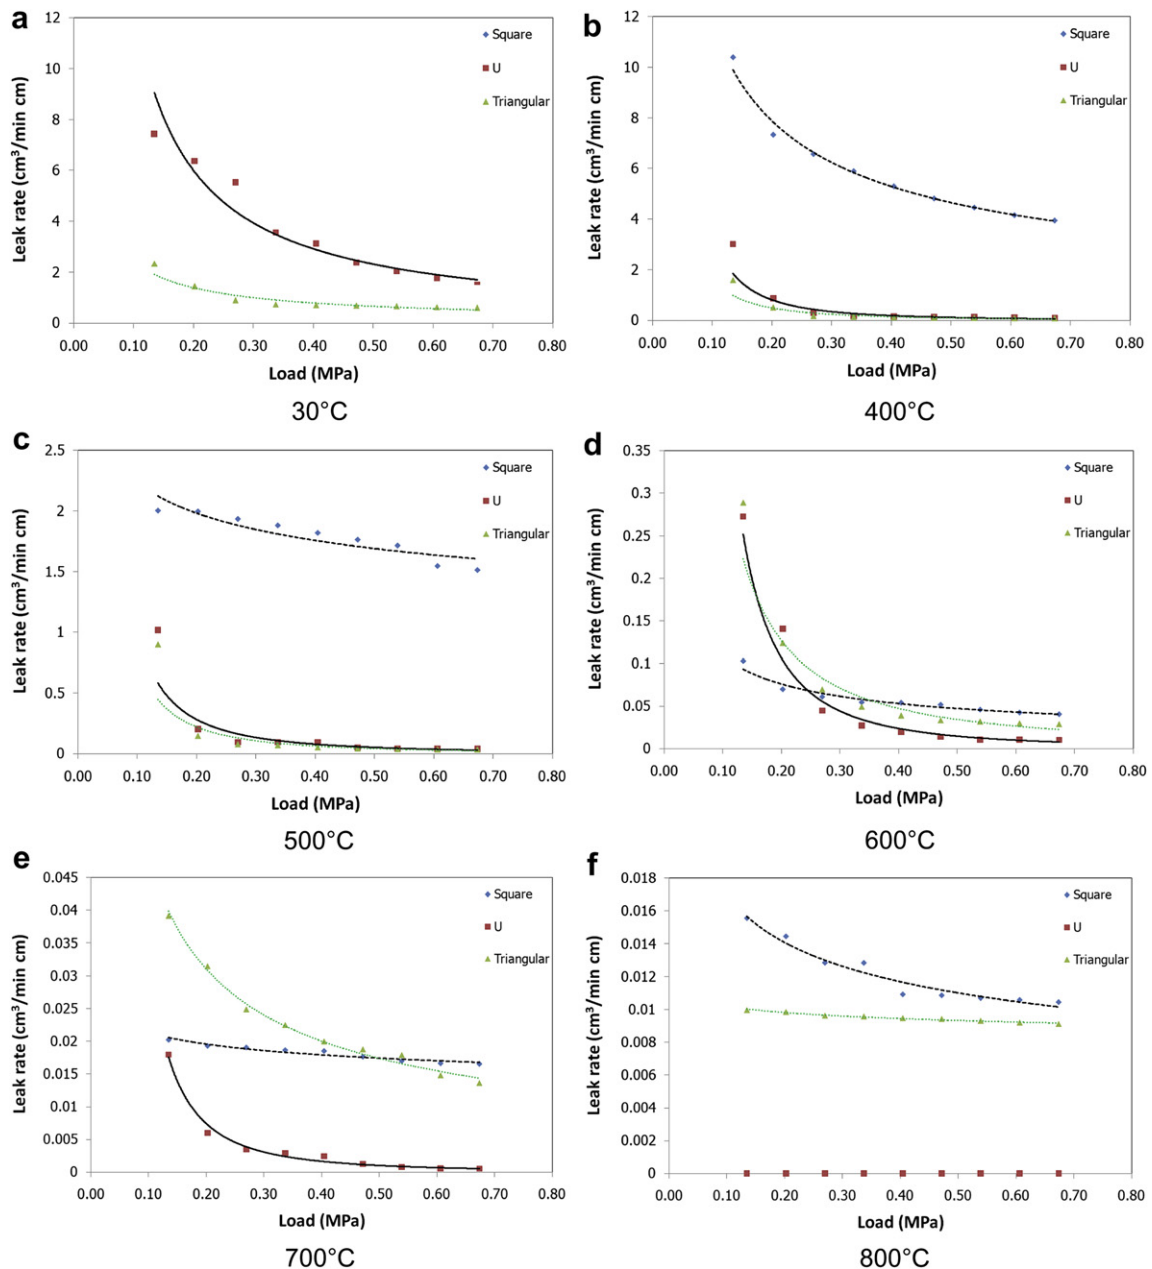 a
12
10
8
6
4
2
0
Leak rate (cm³/min cm)
Square
U
Triangular
0.00 0.10 0.20 0.30 0.40 0.50 0.60 0.70 0.80
Load (MPa)
30°C
b
12
10
8
6
4
2
0
Leak rate (cm³/min cm)
Square
U
Triangular
0.00 0.10 0.20 0.30 0.40 0.50 0.60 0.70 0.80
Load (MPa)
400°C
c
2.5
2
1.5
1
0.5
0
Leak rate (cm³/min cm)
Square
U
Triangular
0.00 0.10 0.20 0.30 0.40 0.50 0.60 0.70 0.80
Load (MPa)
500°C
d
0.35
0.3
0.25
0.2
0.15
0.1
0.05
0
Leak rate (cm³/min cm)
Square
U
Triangular
0.00 0.10 0.20 0.30 0.40 0.50 0.60 0.70 0.80
Load (MPa)
600°C
e
0.045
0.04
0.035
0.03
0.025
0.02
0.015
0.01
0.005
0
Leak rate (cm³/min cm)
Square
U
Triangular
0.00 0.10 0.20 0.30 0.40 0.50 0.60 0.70 0.80
Load (MPa)
700°C
f
0.018
0.016
0.014
0.012
0.01
0.008
0.006
0.004
0.002
0
Leak rate (cm³/min cm)
Square
U
Triangular
0.00 0.10 0.20 0.30 0.40 0.50 0.60 0.70 0.80
Load (MPa)
800°C